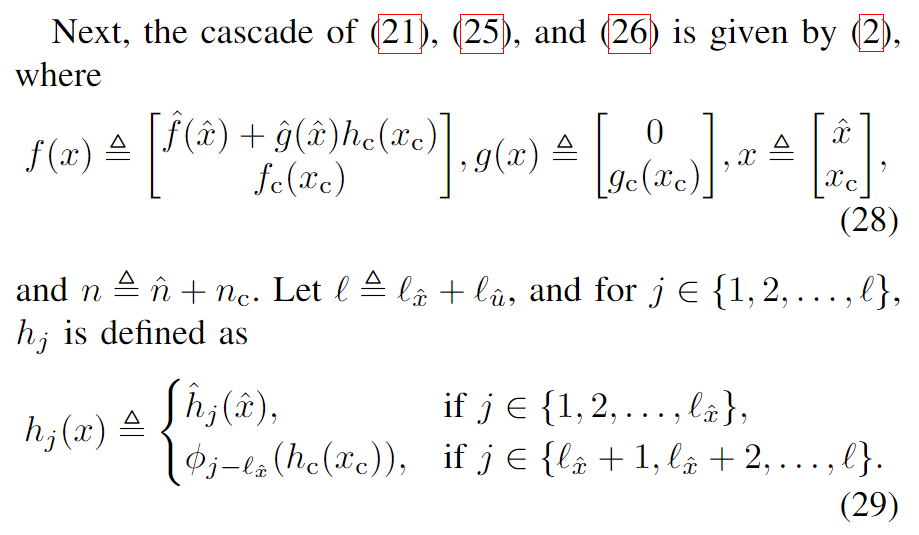 Next, the cascade of (21), (25), and (26) is given by (2),
where
f(x) ≜ [f̂(x̂) + ĝ(x̂)h_c(x_c); f_c(x_c)], g(x) ≜ [0; g_c(x_c)], x ≜ [x̂; x_c],
(28)
and n ≜ n̂ + n_c. Let ℓ ≜ ℓ_x̂ + ℓ_û, and for j ∈ {1, 2, . . . , ℓ},
h_j is defined as
h_j(x) ≜ { ĥ_j(x̂), if j ∈ {1, 2, . . . , ℓ_x̂},
ϕ_{j−ℓ_x̂}(h_c(x_c)), if j ∈ {ℓ_x̂ + 1, ℓ_x̂ + 2, . . . , ℓ}.
(29)